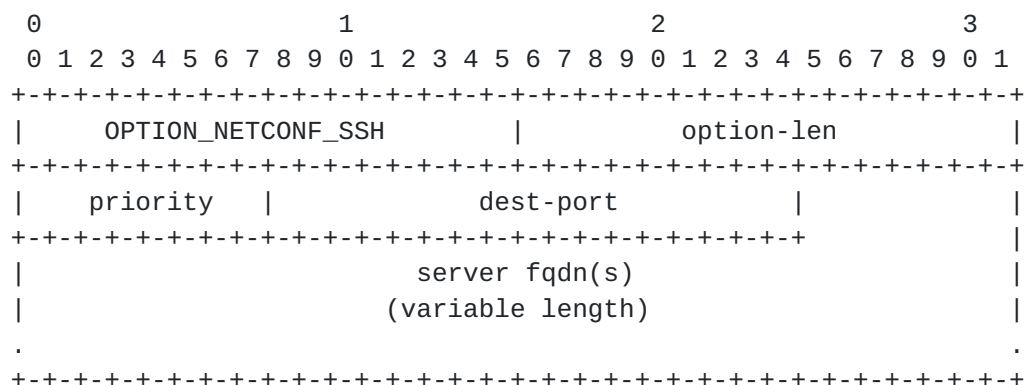 0                   1                   2                   3
 0 1 2 3 4 5 6 7 8 9 0 1 2 3 4 5 6 7 8 9 0 1 2 3 4 5 6 7 8 9 0 1
+-+-+-+-+-+-+-+-+-+-+-+-+-+-+-+-+-+-+-+-+-+-+-+-+-+-+-+-+-+-+-+-+
|     OPTION_NETCONF_SSH        |          option-len           |
+-+-+-+-+-+-+-+-+-+-+-+-+-+-+-+-+-+-+-+-+-+-+-+-+-+-+-+-+-+-+-+-+
|    priority   |             dest-port           |             |
+-+-+-+-+-+-+-+-+-+-+-+-+-+-+-+-+-+-+-+-+-+-+-+-+-+             |
|                         server fqdn(s)                        |
|                       (variable length)                       |
.                                                               .
+-+-+-+-+-+-+-+-+-+-+-+-+-+-+-+-+-+-+-+-+-+-+-+-+-+-+-+-+-+-+-+-+